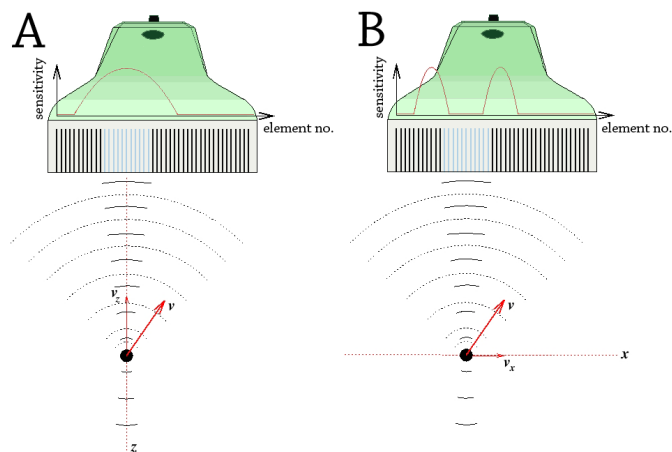 A
sensitivity
element no.
v_z
v
z
B
sensitivity
element no.
v
v_x
x